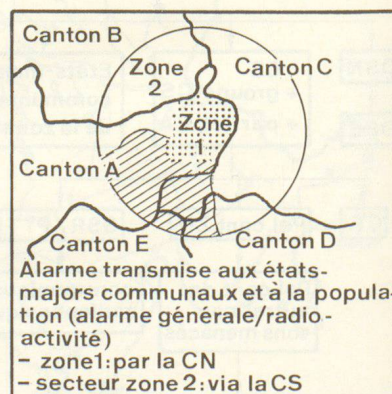 Canton B
Zone
2
Canton C
Zone
1
Canton A
Canton E
Canton D
Alarme transmise aux états-
majors communaux et à la popula-
tion (alarme générale/radio-
activité)
– zone1:par la CN
– secteur zone 2:via la CS